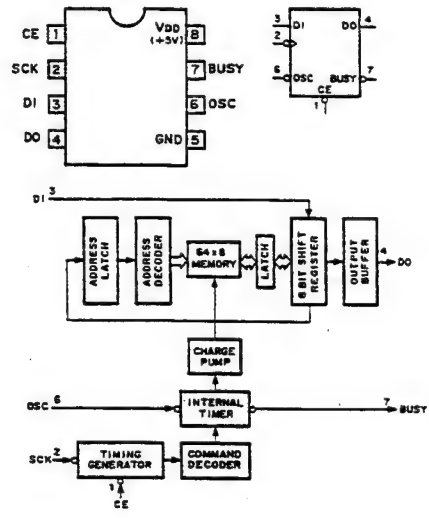 CE 1
SCK 2
DI 3
DO 4
VDD 8
(+5V)
7 BUSY
6 OSC
GND 5
3 DI DO 4
2
6 OSC BUSY 7
CE
1
DI 3
ADDRESS LATCH
ADDRESS DECODER
64 x 8
MEMORY
LATCH
8 BIT SHIFT
REGISTER
OUTPUT
BUFFER
4
DO
CHARGE
PUMP
OSC 6
INTERNAL
TIMER
7
BUSY
SCK 2
TIMING
GENERATOR
COMMAND
DECODER
1
CE